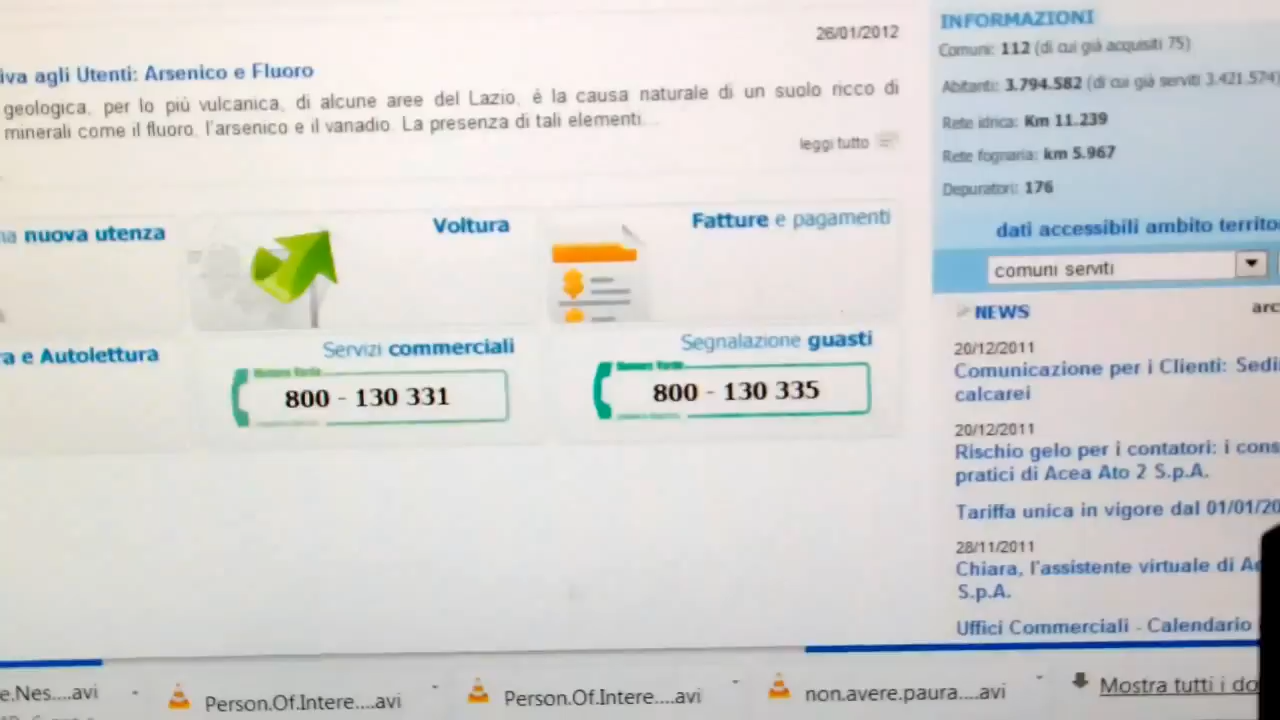 26/01/2012
iva agli Utenti: Arsenico e Fluoro
geologica, per lo più vulcanica, di alcune aree del Lazio, è la causa naturale di un suolo ricco di
minerali come il fluoro, l'arsenico e il vanadio. La presenza di tali elementi...
leggi tutto
na nuova utenza
Voltura
Fatture e pagamenti
ra e Autolettura
Servizi commerciali
Numero Verde
800 - 130 331
Segnalazione guasti
Numero Verde
800 - 130 335
INFORMAZIONI
Comuni: 112 (di cui già acquisiti 75)
Abitanti: 3.794.582 (di cui già serviti 3.421.574)
Rete idrica: Km 11.239
Rete fognaria: km 5.967
Depuratori: 176
dati accessibili ambito territo
comuni serviti
NEWS
arc
20/12/2011
Comunicazione per i Clienti: Sedi
calcarei
20/12/2011
Rischio gelo per i contatori: i cons
pratici di Acea Ato 2 S.p.A.
Tariffa unica in vigore dal 01/01/20
28/11/2011
Chiara, l'assistente virtuale di Ac
S.p.A.
Uffici Commerciali - Calendario
e.Nes....avi
Person.Of.Intere....avi
Person.Of.Intere....avi
non.avere.paura....avi
Mostra tutti i do